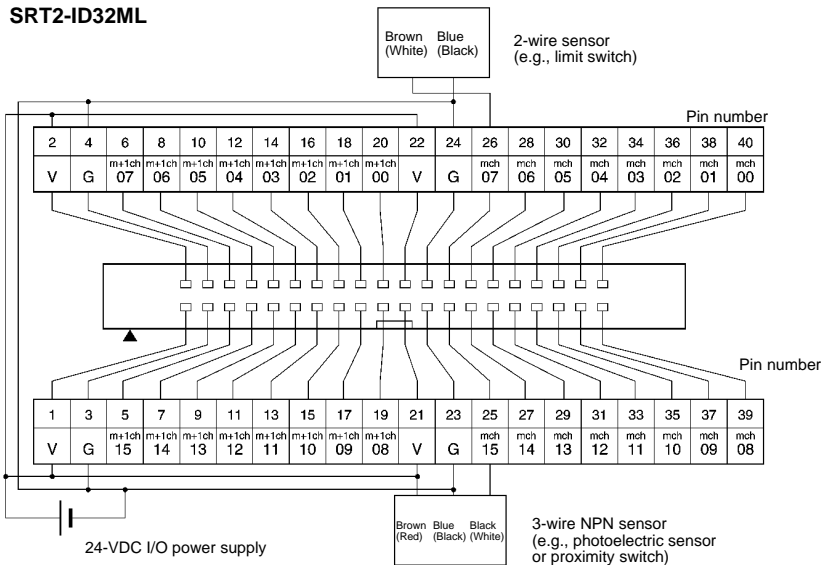 SRT2-ID32ML
Brown Blue
(White) (Black)
2-wire sensor
(e.g., limit switch)
Pin number
2 4 6 8 10 12 14 16 18 20 22 24 26 28 30 32 34 36 38 40
m+1ch m+1ch m+1ch m+1ch m+1ch m+1ch m+1ch m+1ch mch mch mch mch mch mch mch mch
V G 07 06 05 04 03 02 01 00 V G 07 06 05 04 03 02 01 00
Pin number
1 3 5 7 9 11 13 15 17 19 21 23 25 27 29 31 33 35 37 39
m+1ch m+1ch m+1ch m+1ch m+1ch m+1ch m+1ch m+1ch mch mch mch mch mch mch mch mch
V G 15 14 13 12 11 10 09 08 V G 15 14 13 12 11 10 09 08
24-VDC I/O power supply
Brown Blue Black
(Red) (Black) (White)
3-wire NPN sensor
(e.g., photoelectric sensor
or proximity switch)